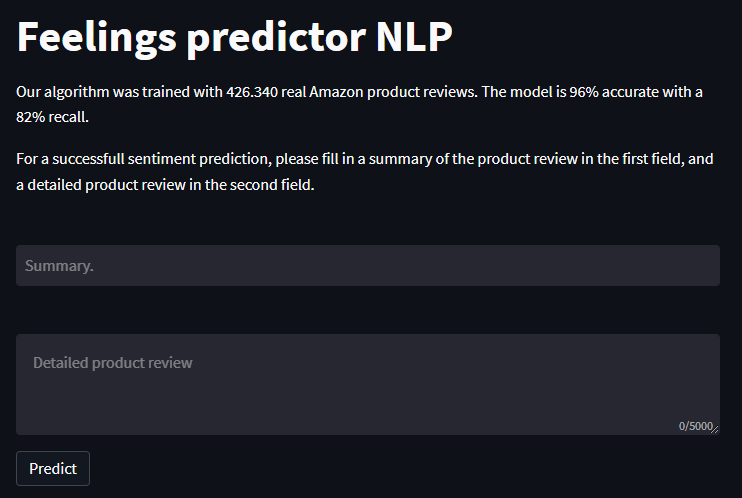 Feelings predictor NLP
Our algorithm was trained with 426.340 real Amazon product reviews. The model is 96% accurate with a
82% recall.
For a successfull sentiment prediction, please fill in a summary of the product review in the first field, and
a detailed product review in the second field.
Summary.
Detailed product review
0/5000
Predict